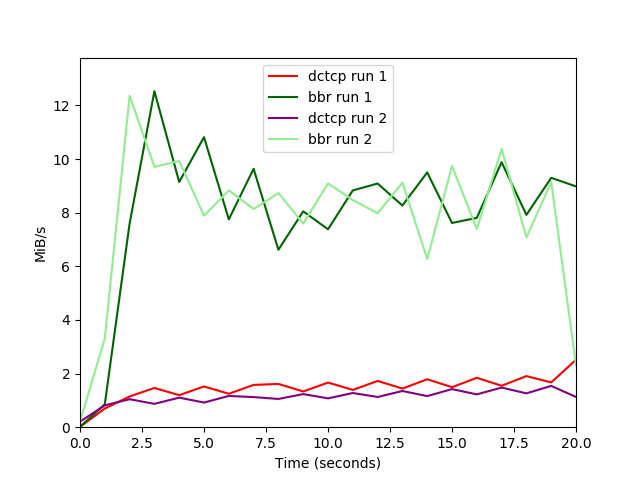 dctcp run 1
bbr run 1
dctcp run 2
bbr run 2
MiB/s
12
10
8
6
4
2
0
0.0 2.5 5.0 7.5 10.0 12.5 15.0 17.5 20.0
Time (seconds)